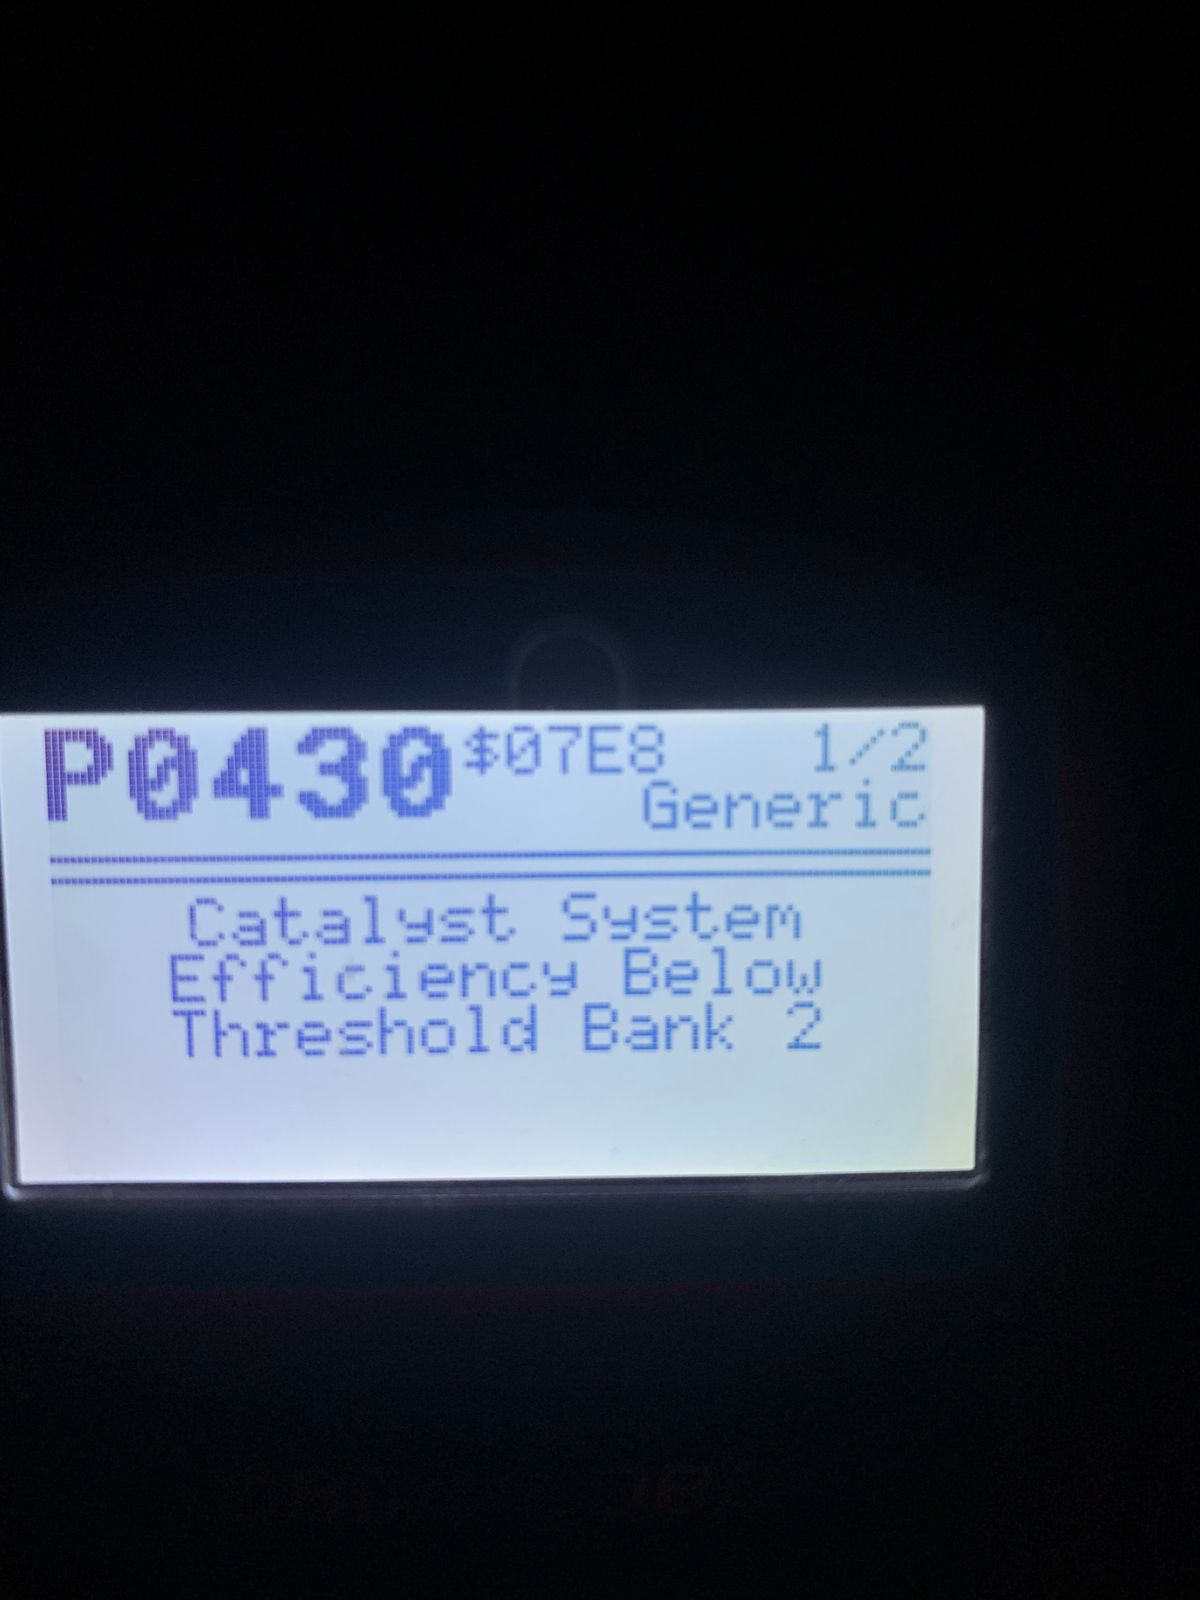 P0430 $07E8 1/2
Generic
Catalyst System
Efficiency Below
Threshold Bank 2